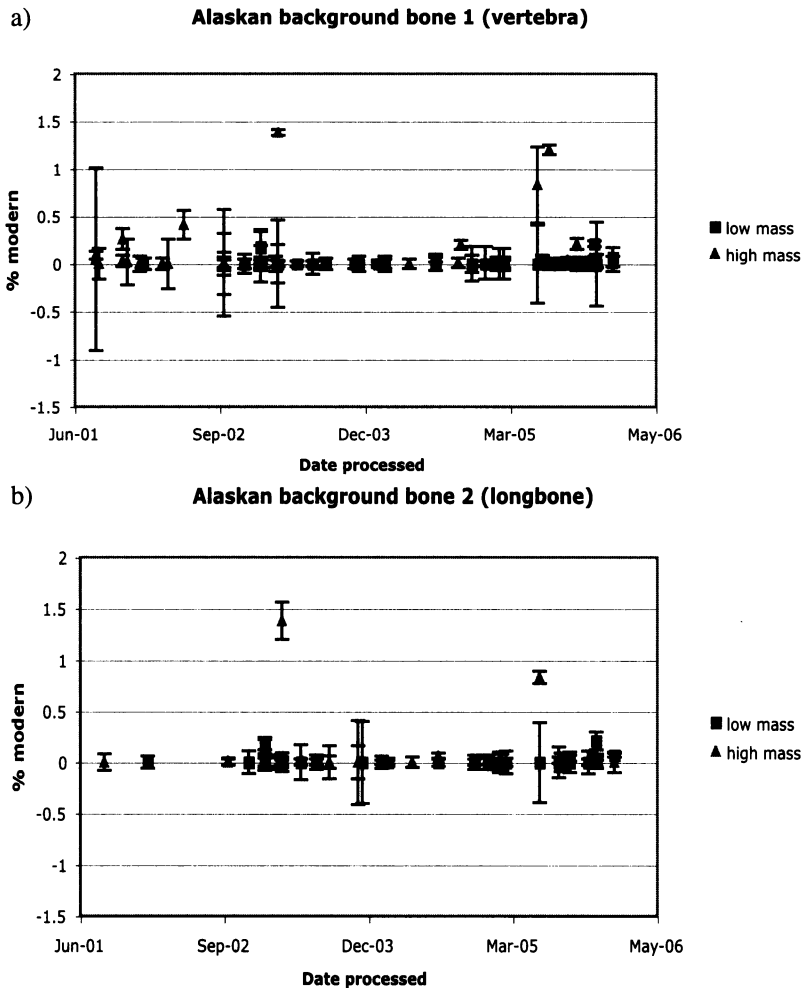 a)
Alaskan background bone 1 (vertebra)
2
1.5
1
0.5
0
-0.5
-1
-1.5
% modern
Jun-01 Sep-02 Dec-03 Mar-05 May-06
Date processed
low mass
high mass
b)
Alaskan background bone 2 (longbone)
2
1.5
1
0.5
0
-0.5
-1
-1.5
% modern
Jun-01 Sep-02 Dec-03 Mar-05 May-06
Date processed
low mass
high mass